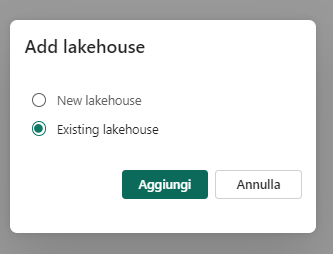 Add lakehouse
New lakehouse
Existing lakehouse
Aggiungi Annulla